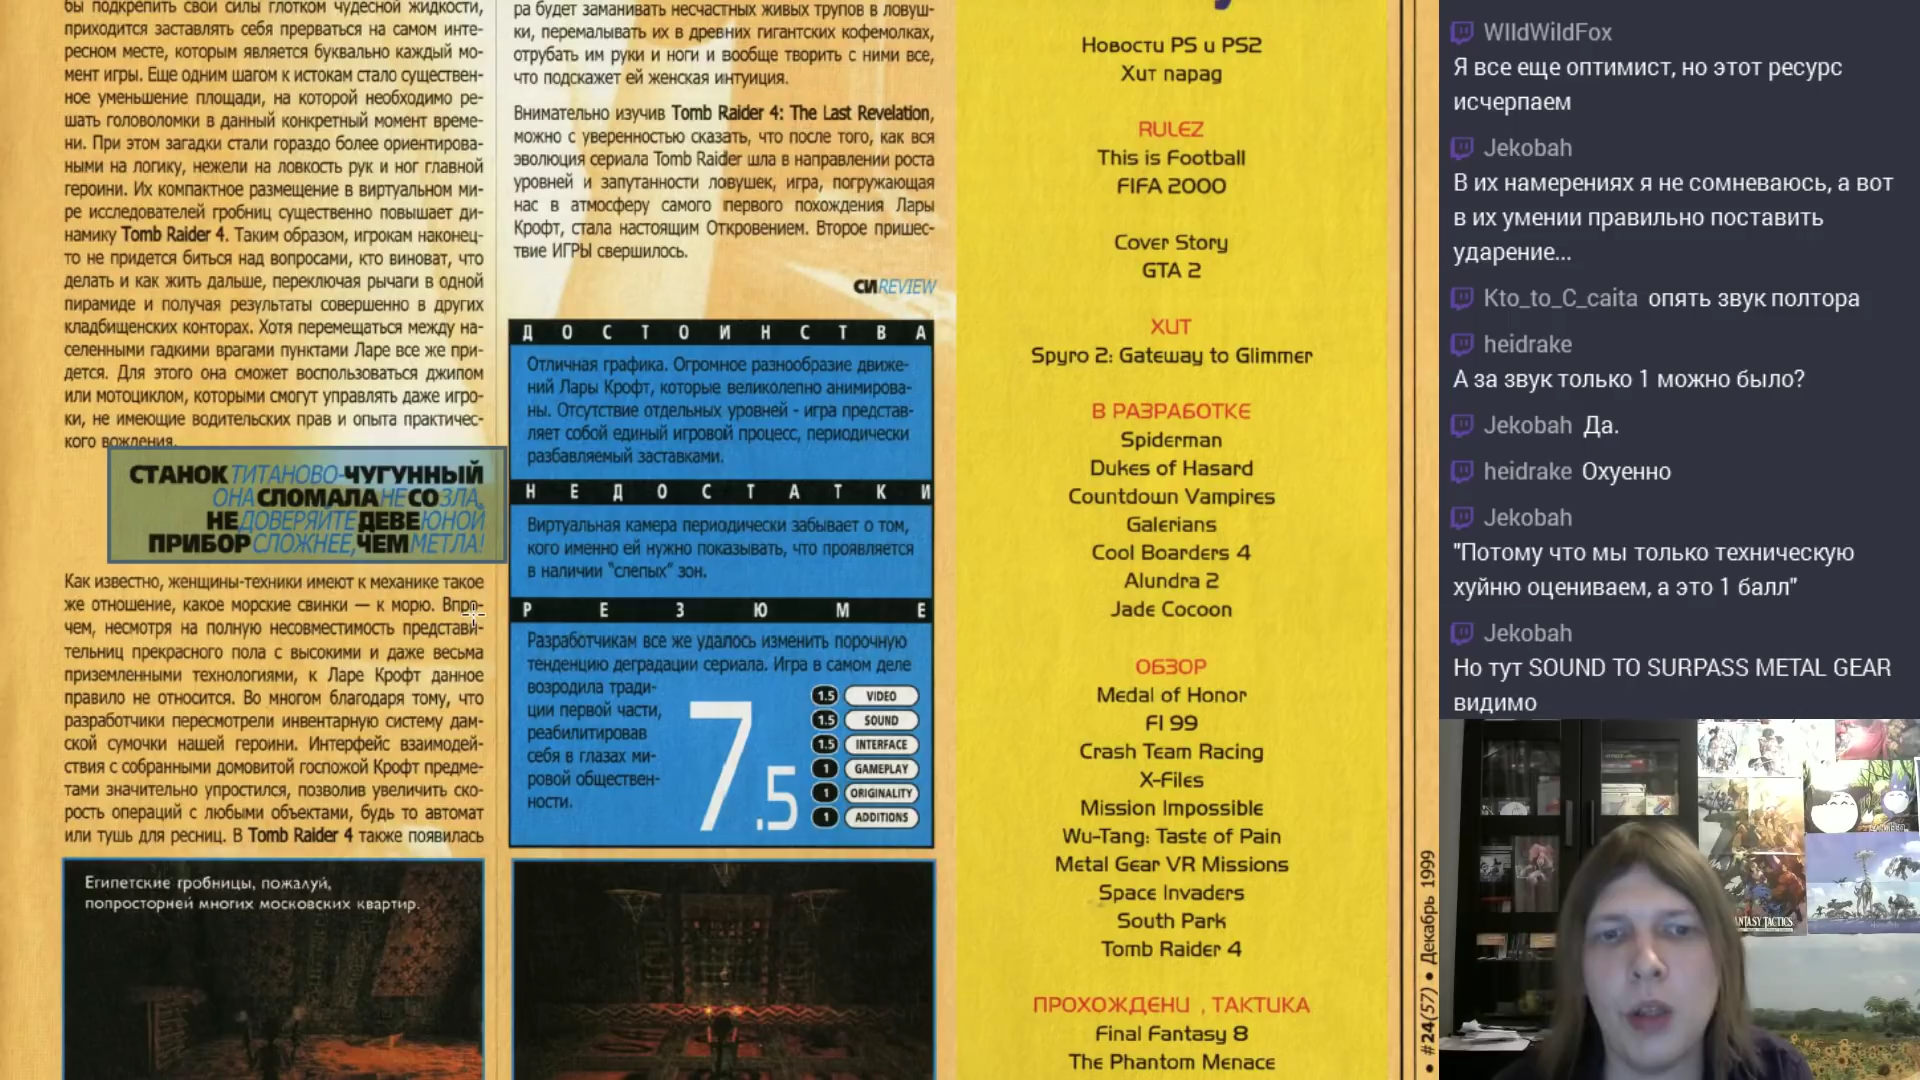 бы подкрепить свои силы глотком чудесной жидкости,
приходится заставлять себя прерваться на самом инте-
ресном месте, которым является буквально каждый мо-
мент игры. Еще одним шагом к истокам стало существен-
ное уменьшение площади, на которой необходимо ре-
шать головоломки в данный конкретный момент време-
ни. При этом загадки стали гораздо более ориентирова-
ными на логику, нежели на ловкость рук и ног главной
героини. Их компактное размещение в виртуальном ми-
ре исследователей гробниц существенно повышает ди-
намику Tomb Raider 4. Таким образом, игрокам наконец-
то не придется биться над вопросами, кто виноват, что
делать и как жить дальше, переключая рычаги в одной
пирамиде и получая результаты совершенно в других
кладбищенских конторах. Хотя перемещаться между на-
селенными гадкими врагами пунктами Ларе все же при-
дется. Для этого она сможет воспользоваться джипом
или мотоциклом, которыми смогут управлять даже игро-
ки, не имеющие водительских прав и опыта практичес-
кого вождения.
СТАНОК ТИТАНОВО-ЧУГУННЫЙ
ОНА СЛОМАЛА НЕ СО ЗЛА,
НЕ ДОВЕРЯЙТЕ ДЕВЕ ЮНОЙ
ПРИБОР СЛОЖНЕЕ, ЧЕМ МЕТЛА!
Как известно, женщины-техники имеют к механике такое
же отношение, какое морские свинки — к морю. Впро-
чем, несмотря на полную несовместимость представи-
тельниц прекрасного пола с высокими и даже весьма
приземленными технологиями, к Ларе Крофт данное
правило не относится. Во многом благодаря тому, что
разработчики пересмотрели инвентарную систему дам-
ской сумочки нашей героини. Интерфейс взаимодей-
ствия с собранными домовитой госпожой Крофт предме-
тами значительно упростился, позволив увеличить ско-
рость операций с любыми объектами, будь то автомат
или тушь для ресниц. В Tomb Raider 4 также появилась
Египетские гробницы, пожалуй,
попросторней многих московских квартир.
ра будет заманивать несчастных живых трупов в ловуш-
ки, перемалывать их в древних гигантских кофемолках,
отрубать им руки и ноги и вообще творить с ними все,
что подскажет ей женская интуиция.
Внимательно изучив Tomb Raider 4: The Last Revelation,
можно с уверенностью сказать, что после того, как вся
эволюция сериала Tomb Raider шла в направлении роста
уровней и запутанности ловушек, игра, погружающая
нас в атмосферу самого первого похождения Лары
Крофт, стала настоящим Откровением. Второе пришес-
твие ИГРЫ свершилось.
СИ REVIEW
ДОСТОИНСТВА
Отличная графика. Огромное разнообразие движе-
ний Лары Крофт, которые великолепно анимирова-
ны. Отсутствие отдельных уровней - игра представ-
ляет собой единый игровой процесс, периодически
разбавляемый заставками.
НЕДОСТАТКИ
Виртуальная камера периодически забывает о том,
кого именно ей нужно показывать, что проявляется
в наличии "слепых" зон.
РЕЗЮМЕ
Разработчикам все же удалось изменить порочную
тенденцию деградации сериала. Игра в самом деле
возродила тради-
ции первой части,
реабилитировав
себя в глазах ми-
ровой обществен-
ности.
7.5
1.5 VIDEO
1.5 SOUND
1.5 INTERFACE
1 GAMEPLAY
1 ORIGINALITY
1 ADDITIONS
Новости PS и PS2
Хит парад
RULEZ
This is Football
FIFA 2000
Cover Story
GTA 2
ХИТ
Spyro 2: Gateway to Glimmer
В РАЗРАБОТКЕ
Spiderman
Dukes of Hasard
Countdown Vampires
Galerians
Cool Boarders 4
Alundra 2
Jade Cocoon
ОБЗОР
Medal of Honor
F1 99
Crash Team Racing
X-Files
Mission Impossible
Wu-Tang: Taste of Pain
Metal Gear VR Missions
Space Invaders
South Park
Tomb Raider 4
ПРОХОЖДЕНИ , ТАКТИКА
Final Fantasy 8
The Phantom Menace
• #24(57) • Декабрь 1999
WIldWildFox
Я все еще оптимист, но этот ресурс
исчерпаем
Jekobah
В их намерениях я не сомневаюсь, а вот
в их умении правильно поставить
ударение...
Kto_to_C_caita опять звук полтора
heidrake
А за звук только 1 можно было?
Jekobah Да.
heidrake Охуенно
Jekobah
"Потому что мы только техническую
хуйню оцениваем, а это 1 балл"
Jekobah
Но тут SOUND TO SURPASS METAL GEAR
видимо